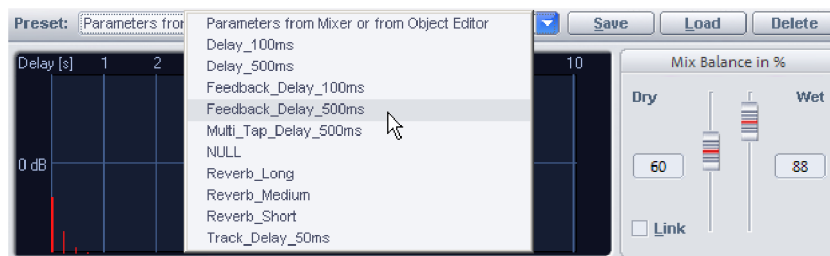 Preset: Parameters fro Save Load Delete
Parameters from Mixer or from Object Editor
Delay_100ms
Delay_500ms
Feedback_Delay_100ms
Feedback_Delay_500ms
Multi_Tap_Delay_500ms
NULL
Reverb_Long
Reverb_Medium
Reverb_Short
Track_Delay_50ms
Delay [s] 1 2 10
0 dB
Mix Balance in %
Dry Wet
60 88
Link